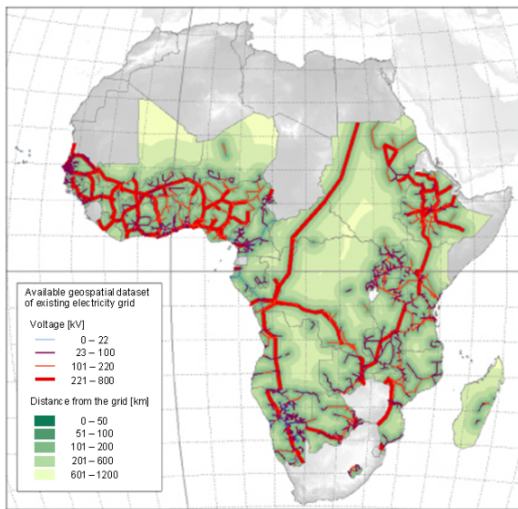 Available geospatial dataset
of existing electricity grid
Voltage [kV]
0 – 22
23 – 100
101 – 220
221 – 800
Distance from the grid [km]
0 – 50
51 – 100
101 – 200
201 – 600
601 – 1200